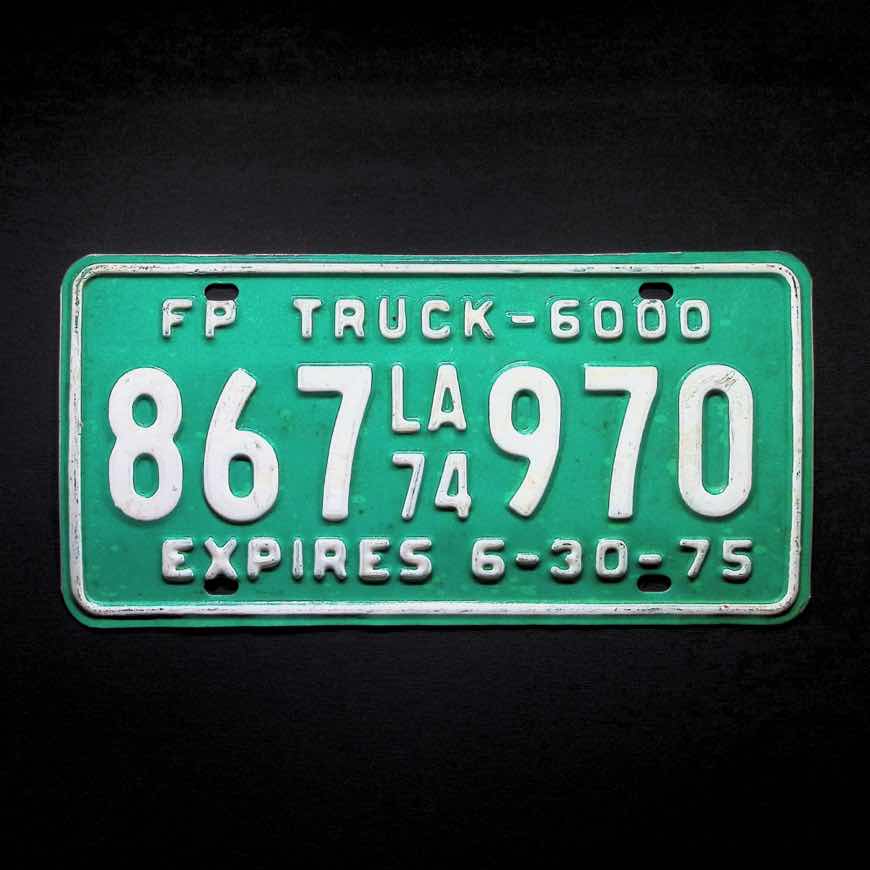 FP TRUCK-6000
867 LA 74 970
EXPIRES 6-30-75